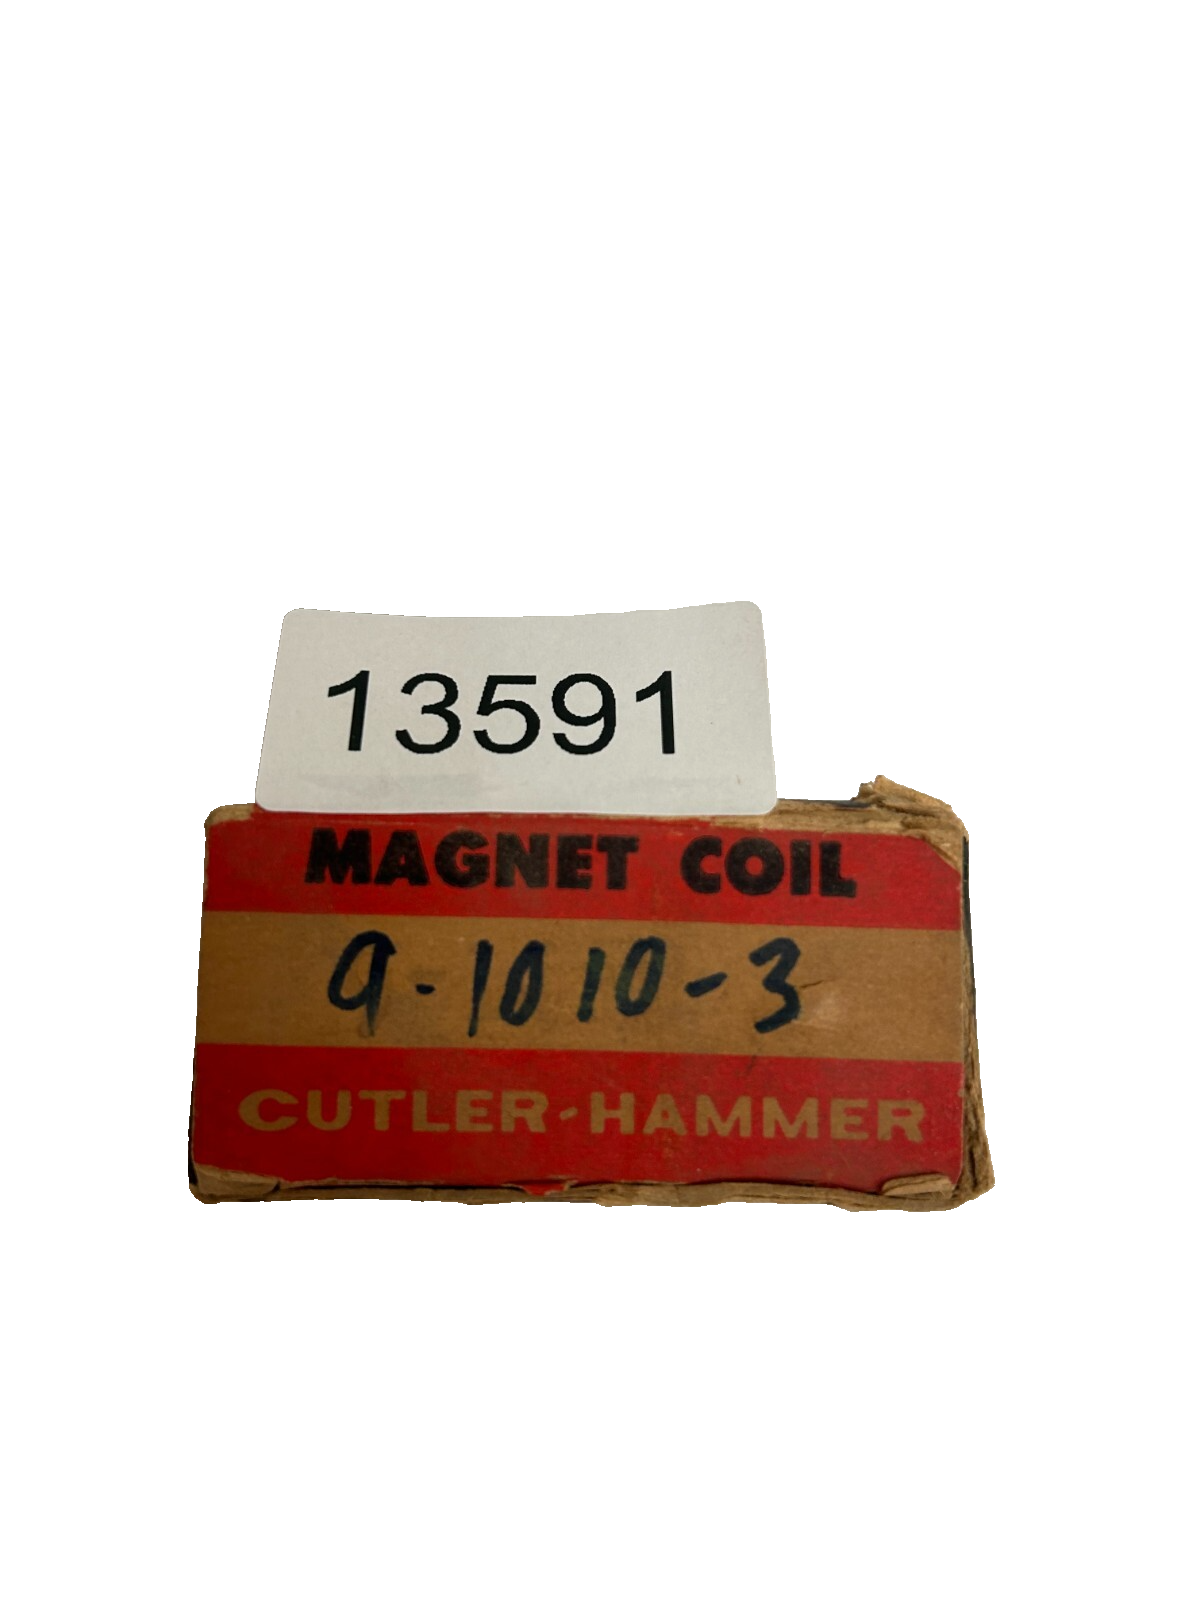 13591
MAGNET COIL
9-1010-3
CUTLER-HAMMER